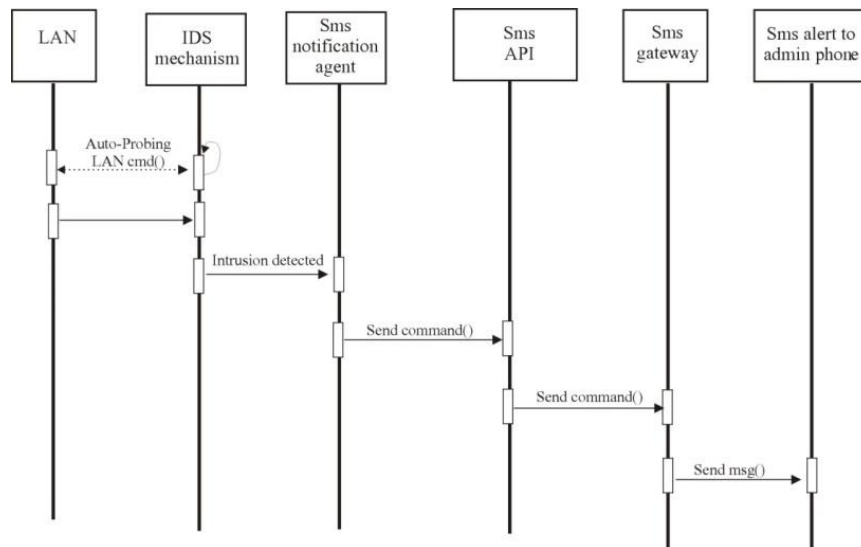 LAN
IDS
mechanism
Sms
notification
agent
Sms
API
Sms
gateway
Sms alert to
admin phone
Auto-Probing
LAN cmd()
Intrusion detected
Send command()
Send command()
Send msg()